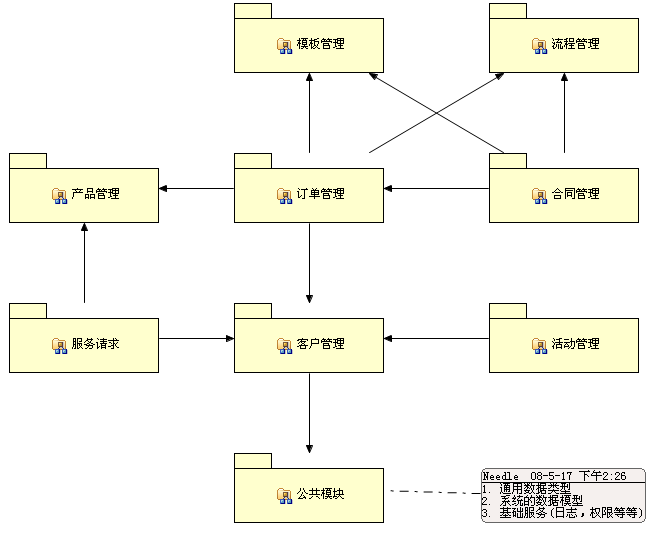 模板管理
流程管理
产品管理
订单管理
合同管理
服务请求
客户管理
活动管理
公共模块
Needle 08-5-17 下午2:26
1. 通用数据类型
2. 系统的数据模型
3. 基础服务(日志，权限等等)